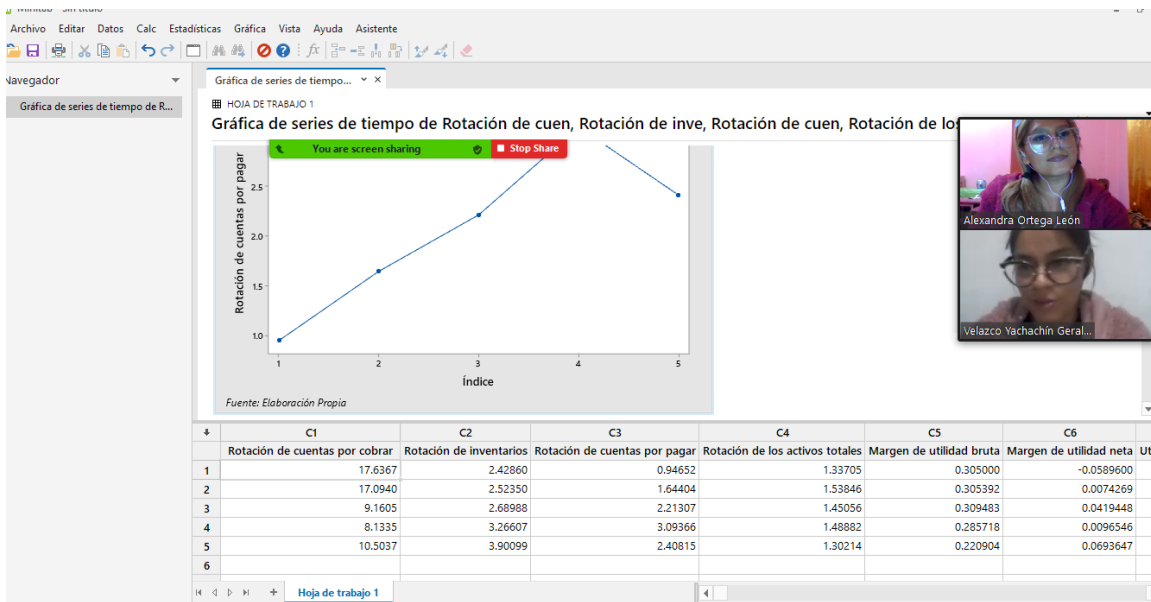 Minitab - Sin título
Archivo Editar Datos Calc Estadísticas Gráfica Vista Ayuda Asistente
Navegador
Gráfica de series de tiempo...
Gráfica de series de tiempo de R...
HOJA DE TRABAJO 1
Gráfica de series de tiempo de Rotación de cuen, Rotación de inve, Rotación de cuen, Rotación de los
You are screen sharing
Stop Share
Rotación de cuentas por pagar
2.5
2.0
1.5
1.0
1 2 3 4 5
Índice
Fuente: Elaboración Propia
Alexandra Ortega León
Velazco Yachachín Geral...
C1 C2 C3 C4 C5 C6
Rotación de cuentas por cobrar Rotación de inventarios Rotación de cuentas por pagar Rotación de los activos totales Margen de utilidad bruta Margen de utilidad neta Ut
1 17.6367 2.42860 0.94652 1.33705 0.305000 -0.0589600
2 17.0940 2.52350 1.64404 1.53846 0.305392 0.0074269
3 9.1605 2.68988 2.21307 1.45056 0.309483 0.0419448
4 8.1335 3.26607 3.09366 1.48882 0.285718 0.0096546
5 10.5037 3.90099 2.40815 1.30214 0.220904 0.0693647
6
Hoja de trabajo 1